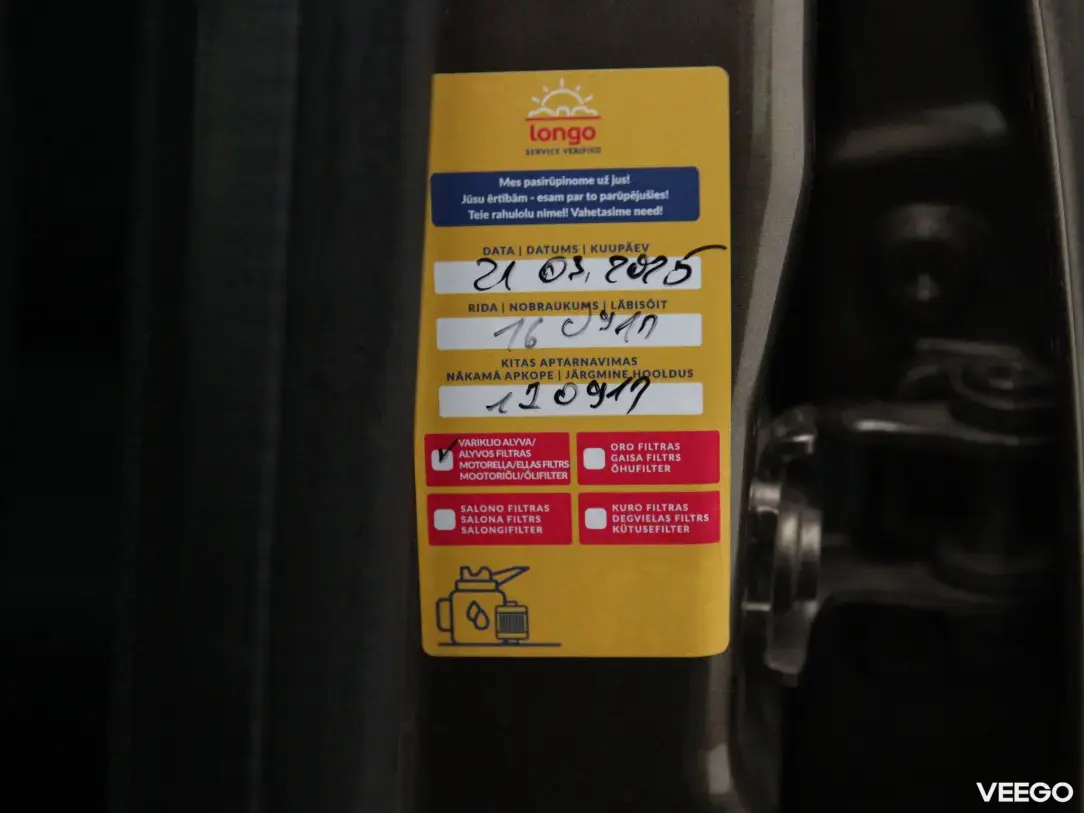 longo
SERVICE VERIFIED
Mes pasirūpinome už jus!
Jūsu ērtībām - esam par to parūpējušies!
Teie rahulolu nimel! Vahetasime need!
DATA | DATUMS | KUUPÄEV
21 03. 2025
RIDA | NOBRAUKUMS | LÄBISÕIT
KITAS APTARNAVIMAS
NĀKAMĀ APKOPE | JÄRGMINE HOOLDUS
VARIKLIO ALYVA/
ALYVOS FILTRAS
MOTORELLA/ELLAS FILTRS
MOOTORIÕLI/ÕLIFILTER
ORO FILTRAS
GAISA FILTRS
ÕHUFILTER
SALONO FILTRAS
SALONA FILTRS
SALONGIFILTER
KURO FILTRAS
DEGVIELAS FILTRS
KÜTUSEFILTER
VEEGO